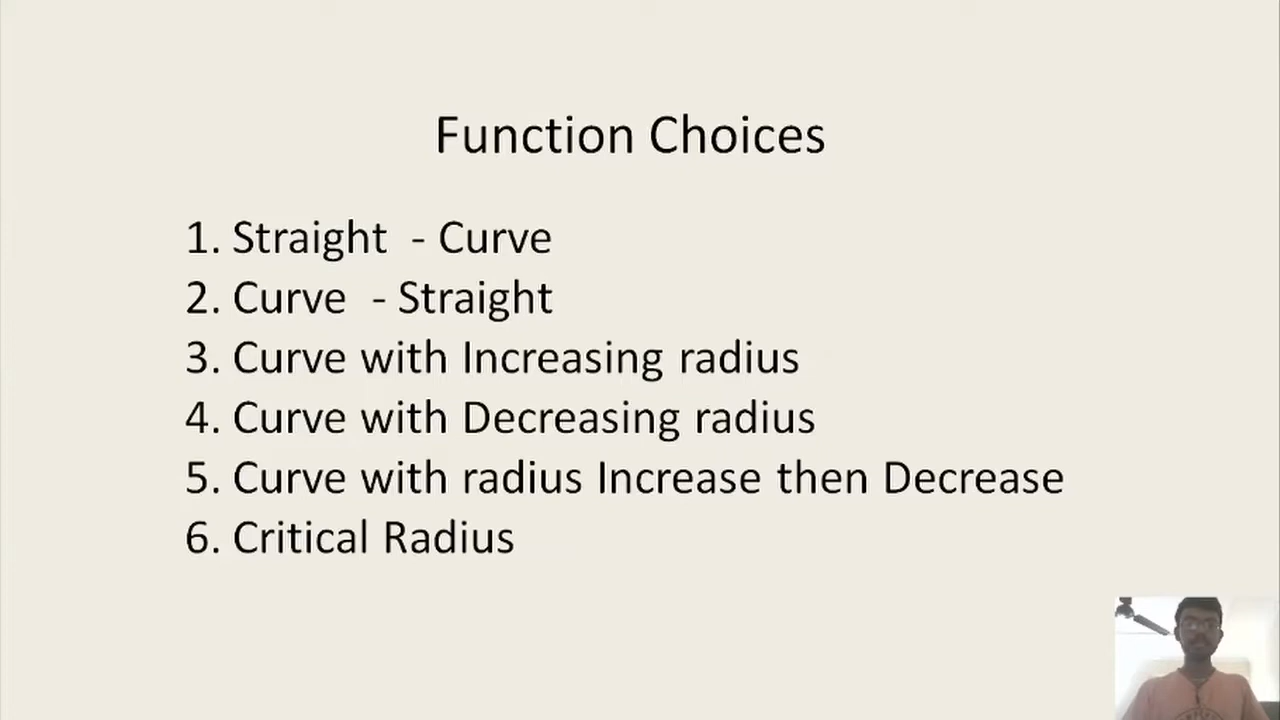 Function Choices
1. Straight  - Curve
2. Curve  - Straight
3. Curve with Increasing radius
4. Curve with Decreasing radius
5. Curve with radius Increase then Decrease
6. Critical Radius